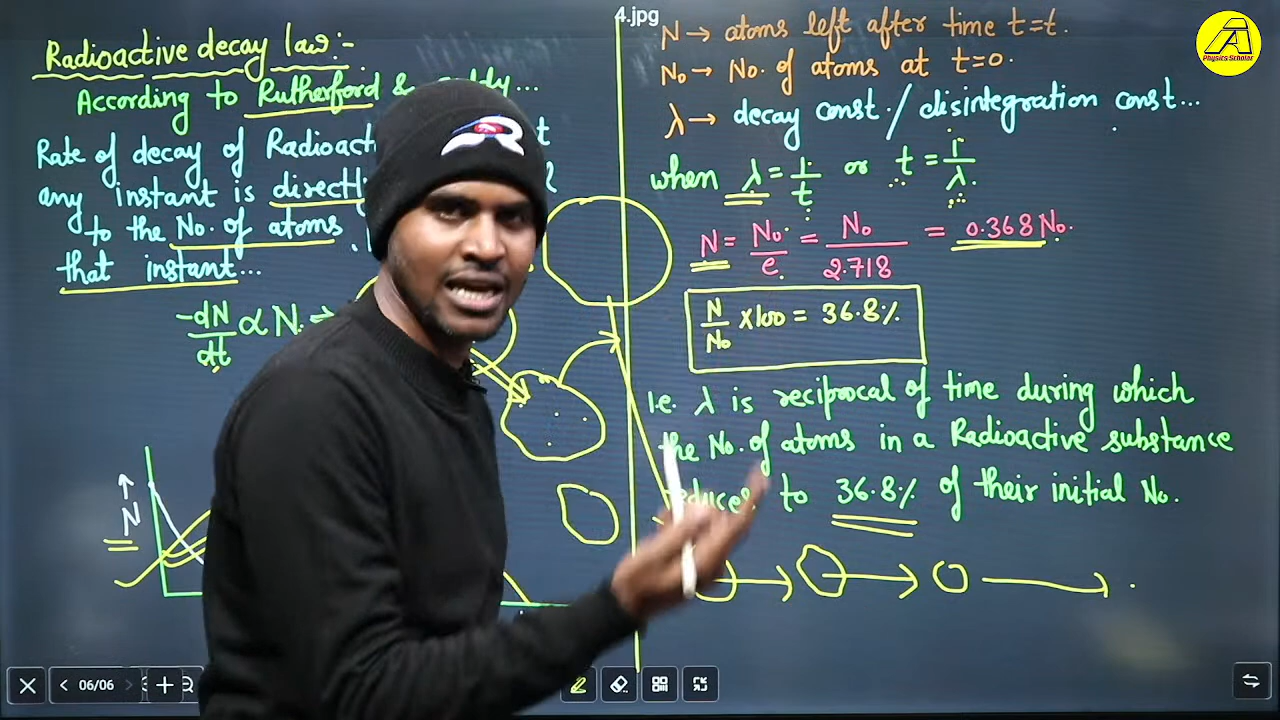 4.jpg
Physics Scholar
Radioactive decay law:-
According to Rutherford &
Rate of decay of
any instant is
to the No. of atoms
that instant...
-dN/dt ∝ N ⇒
↑
N
N → atoms left after time t=t.
N₀ → No. of atoms at t=0.
λ → decay const./disintegration const...
when λ = 1/t or t = 1/λ.
N = N₀/e = N₀/2.718 = 0.368 N₀.
N/N₀ x100 = 36.8%
i.e. λ is reciprocal of time during which
the No. of atoms in a Radioactive substance
reduces to 36.8% of their initial No.
06/06